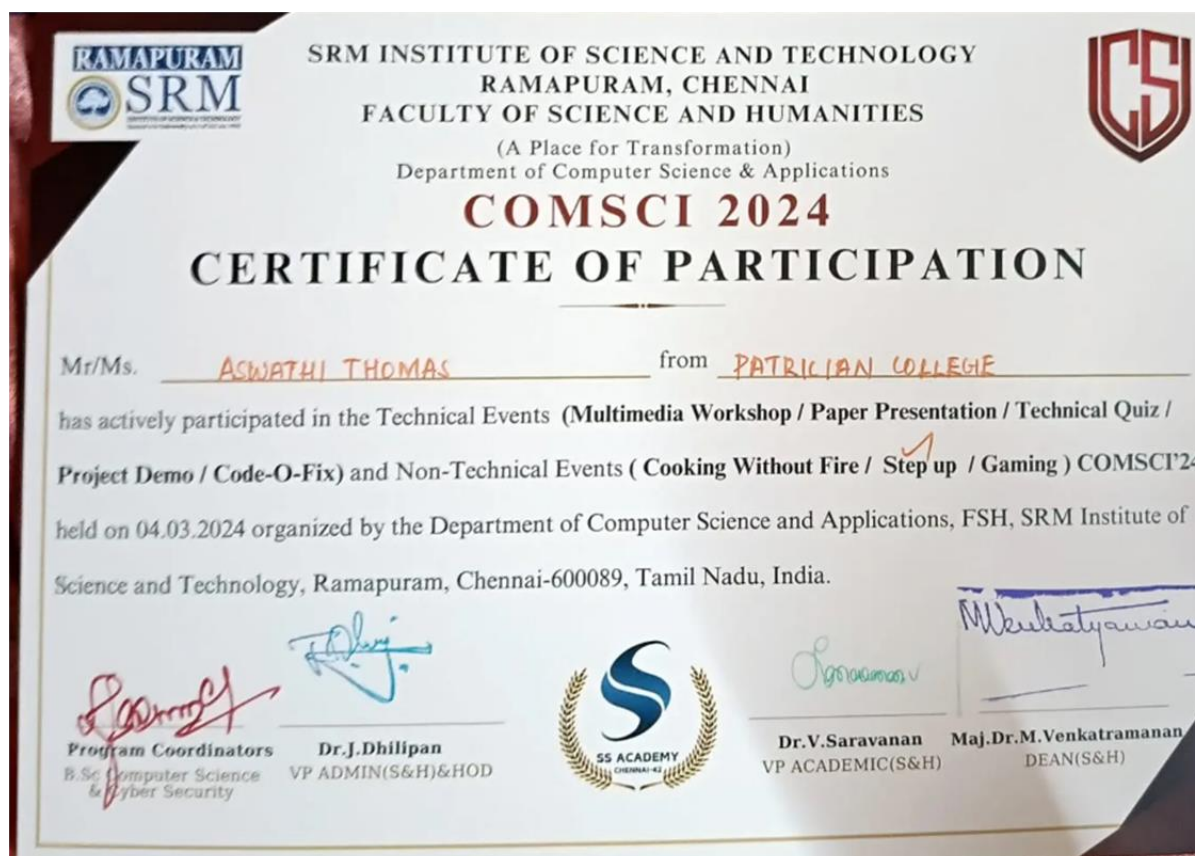 RAMAPURAM
SRM
SRM INSTITUTE OF SCIENCE AND TECHNOLOGY
RAMAPURAM, CHENNAI
FACULTY OF SCIENCE AND HUMANITIES
(A Place for Transformation)
Department of Computer Science & Applications
CS
COMSCI 2024
CERTIFICATE OF PARTICIPATION
Mr/Ms. ASWATHI THOMAS from PATRICIAN COLLEGE
has actively participated in the Technical Events (Multimedia Workshop / Paper Presentation / Technical Quiz /
Project Demo / Code-O-Fix) and Non-Technical Events ( Cooking Without Fire / Step up / Gaming ) COMSCI'24
held on 04.03.2024 organized by the Department of Computer Science and Applications, FSH, SRM Institute of
Science and Technology, Ramapuram, Chennai-600089, Tamil Nadu, India.
Program Coordinators
B.Sc Computer Science
& Cyber Security
Dr.J.Dhilipan
VP ADMIN(S&H)&HOD
SS ACADEMY
CHENNAI-42
Dr.V.Saravanan
VP ACADEMIC(S&H)
Maj.Dr.M.Venkatramanan
DEAN(S&H)